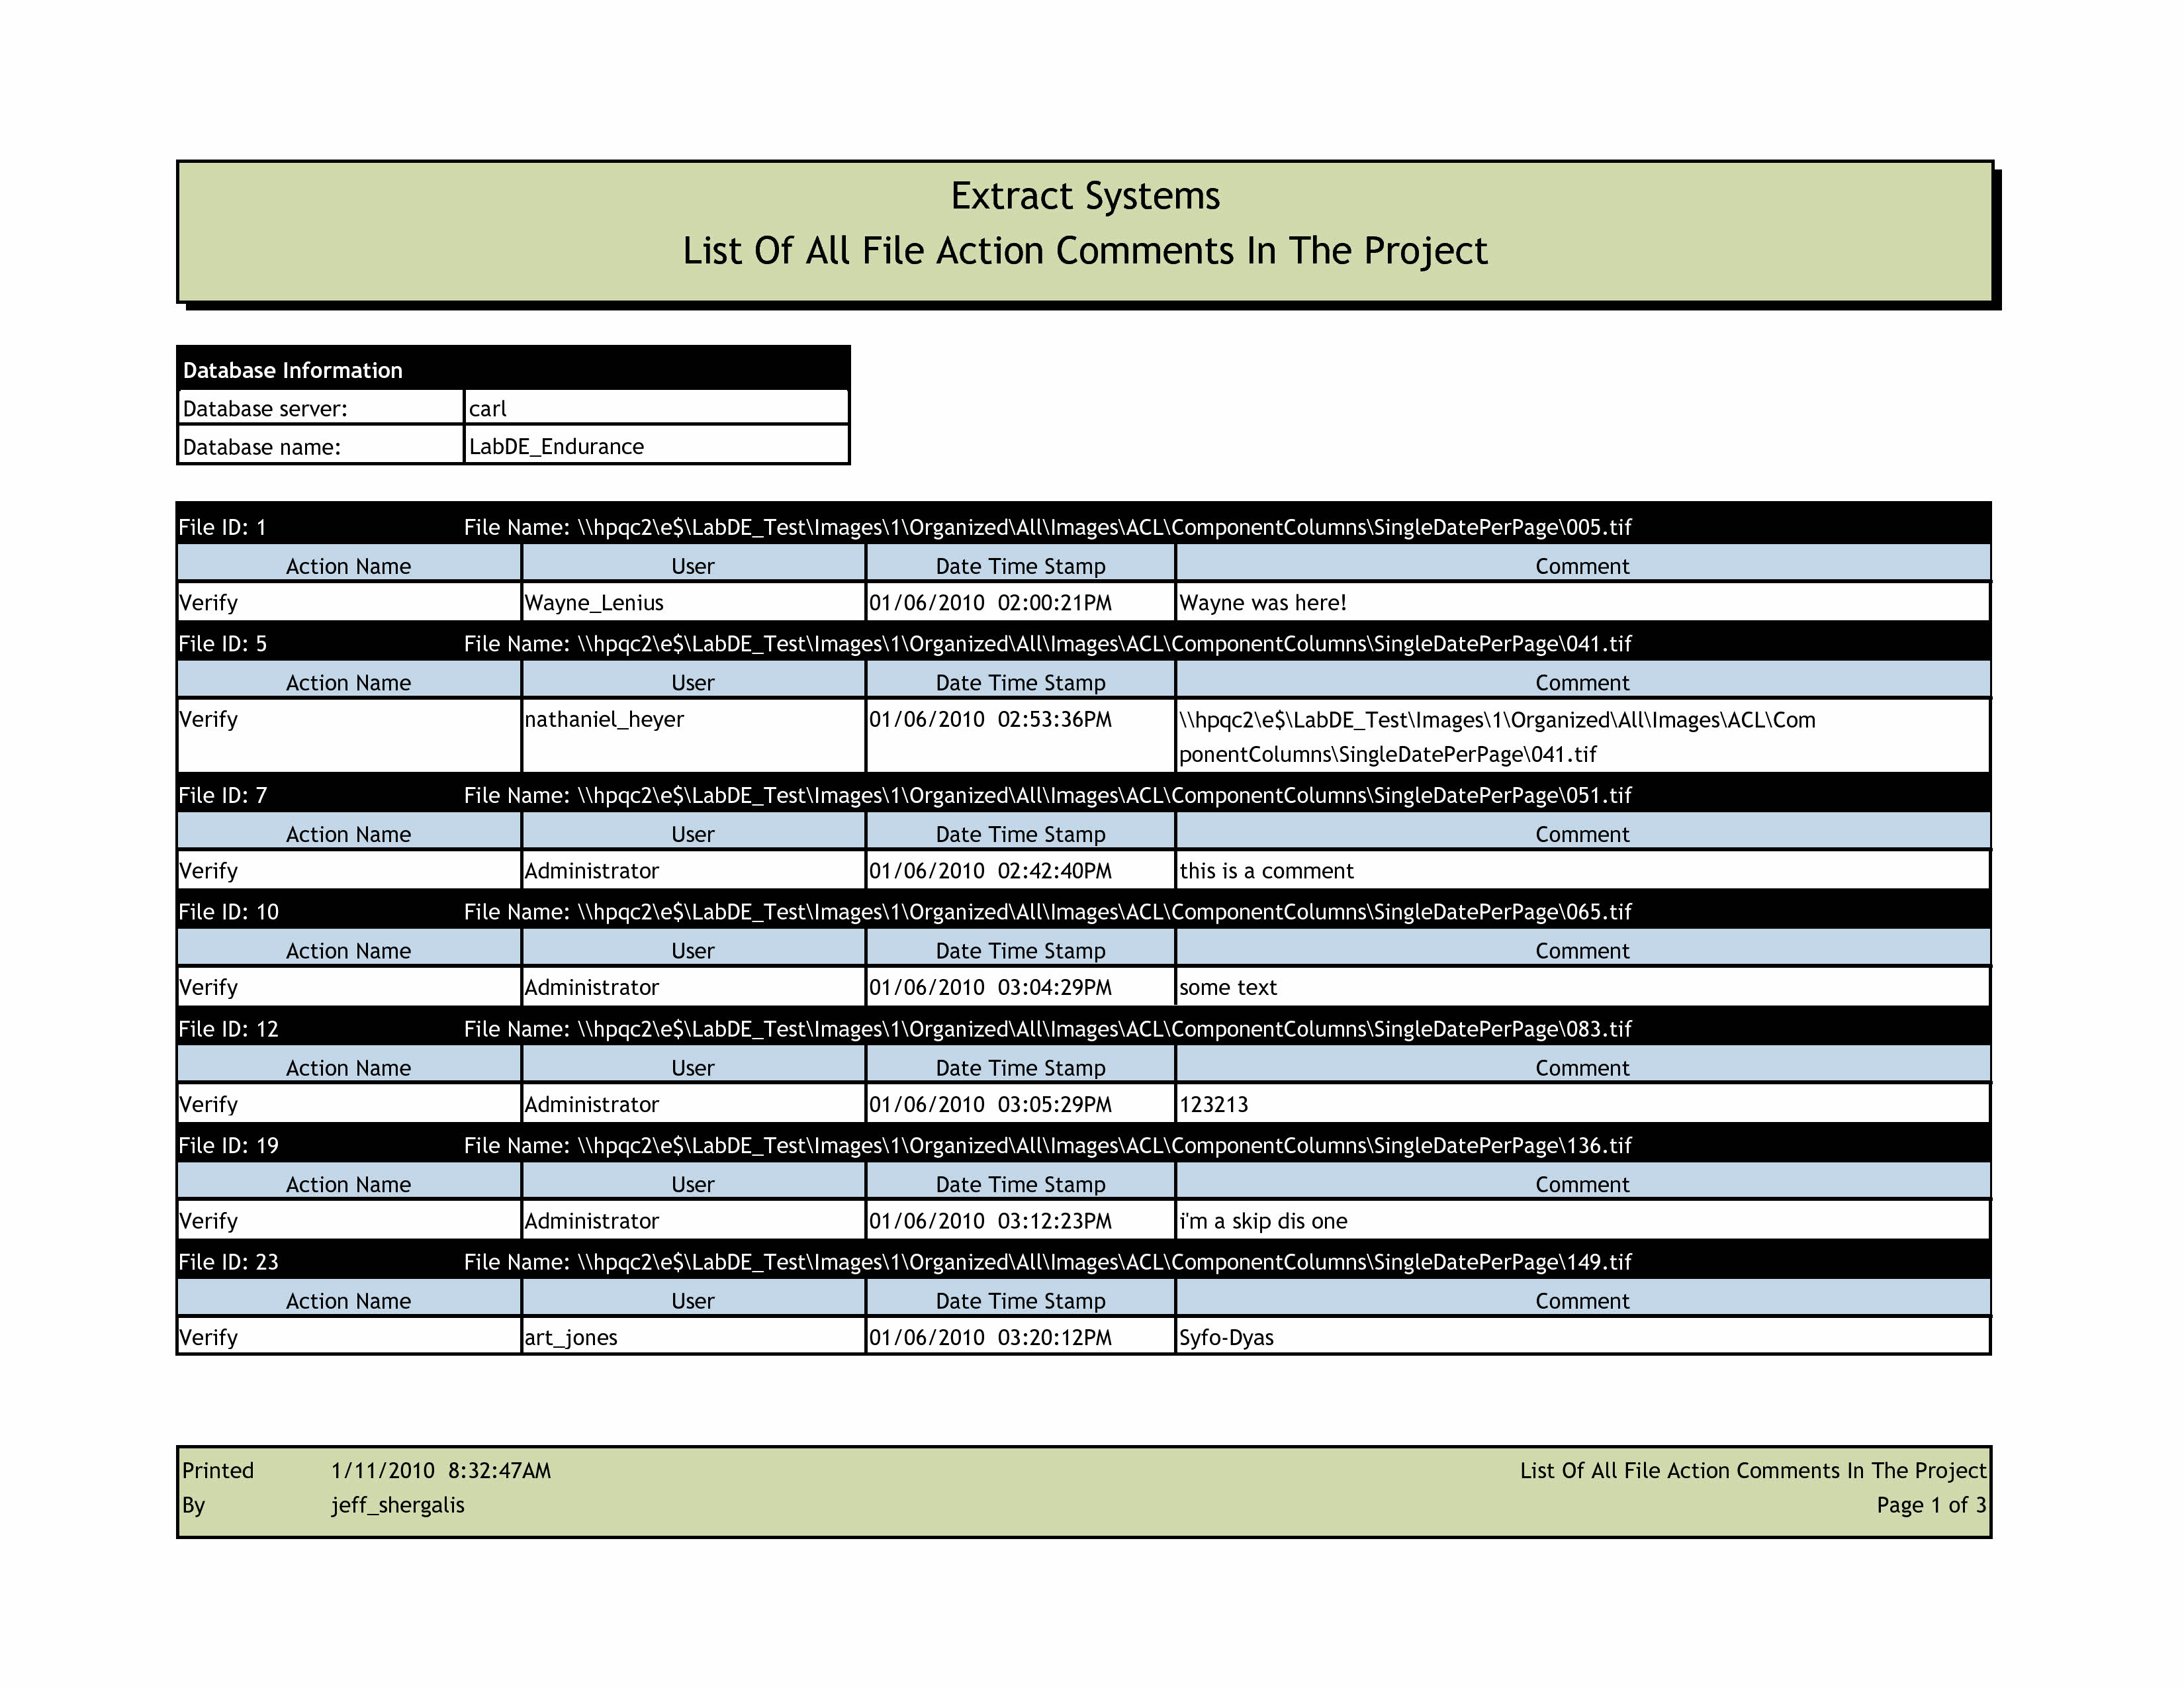 Extract Systems
List Of All File Action Comments In The Project
Database Information
Database server: carl
Database name: LabDE_Endurance
File ID: 1 File Name: \\hpqc2\e$\LabDE_Test\Images\1\Organized\All\Images\ACL\ComponentColumns\SingleDatePerPage\005.tif
Action Name User Date Time Stamp Comment
Verify Wayne_Lenius 01/06/2010 02:00:21PM Wayne was here!
File ID: 5 File Name: \\hpqc2\e$\LabDE_Test\Images\1\Organized\All\Images\ACL\ComponentColumns\SingleDatePerPage\041.tif
Action Name User Date Time Stamp Comment
Verify nathaniel_heyer 01/06/2010 02:53:36PM \\hpqc2\e$\LabDE_Test\Images\1\Organized\All\Images\ACL\Com
ponentColumns\SingleDatePerPage\041.tif
File ID: 7 File Name: \\hpqc2\e$\LabDE_Test\Images\1\Organized\All\Images\ACL\ComponentColumns\SingleDatePerPage\051.tif
Action Name User Date Time Stamp Comment
Verify Administrator 01/06/2010 02:42:40PM this is a comment
File ID: 10 File Name: \\hpqc2\e$\LabDE_Test\Images\1\Organized\All\Images\ACL\ComponentColumns\SingleDatePerPage\065.tif
Action Name User Date Time Stamp Comment
Verify Administrator 01/06/2010 03:04:29PM some text
File ID: 12 File Name: \\hpqc2\e$\LabDE_Test\Images\1\Organized\All\Images\ACL\ComponentColumns\SingleDatePerPage\083.tif
Action Name User Date Time Stamp Comment
Verify Administrator 01/06/2010 03:05:29PM 123213
File ID: 19 File Name: \\hpqc2\e$\LabDE_Test\Images\1\Organized\All\Images\ACL\ComponentColumns\SingleDatePerPage\136.tif
Action Name User Date Time Stamp Comment
Verify Administrator 01/06/2010 03:12:23PM i'm a skip dis one
File ID: 23 File Name: \\hpqc2\e$\LabDE_Test\Images\1\Organized\All\Images\ACL\ComponentColumns\SingleDatePerPage\149.tif
Action Name User Date Time Stamp Comment
Verify art_jones 01/06/2010 03:20:12PM Syfo-Dyas
Printed 1/11/2010 8:32:47AM List Of All File Action Comments In The Project
By jeff_shergalis Page 1 of 3